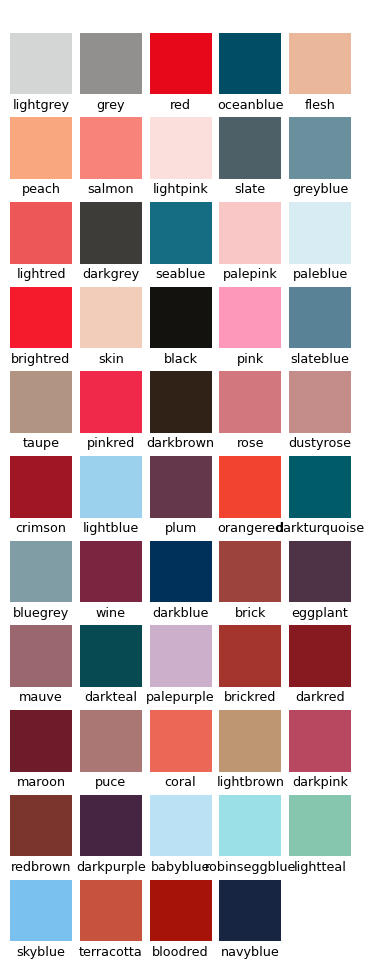 lightgrey grey red oceanblue flesh
peach salmon lightpink slate greyblue
lightred darkgrey seablue palepink paleblue
brightred skin black pink slateblue
taupe pinkred darkbrown rose dustyrose
crimson lightblue plum orangered darkturquoise
bluegrey wine darkblue brick eggplant
mauve darkteal palepurple brickred darkred
maroon puce coral lightbrown darkpink
redbrown darkpurple babyblue robinseggblue lightteal
skyblue terracotta bloodred navyblue